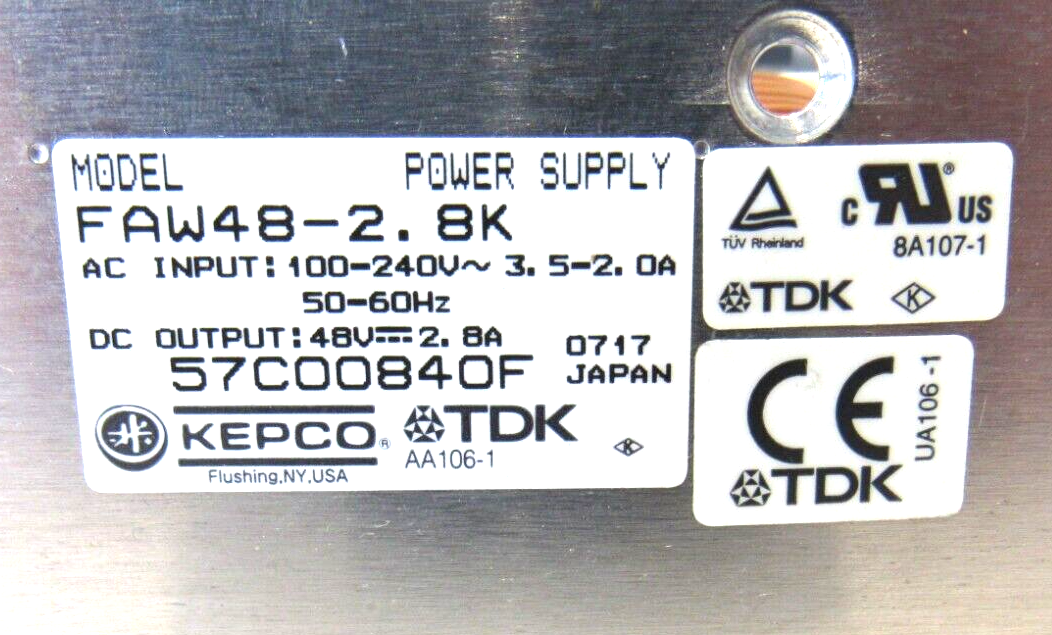 MODEL POWER SUPPLY
FAW48-2.8K
AC INPUT: 100-240V~ 3.5-2.0A
50-60Hz
DC OUTPUT: 48V⎓2.8A
57C00840F
0717
JAPAN
KEPCO®
Flushing,NY,USA
TDK
AA106-1
K
TÜV Rheinland
c RU® US
8A107-1
TDK
K
CE
UA106-1
TDK